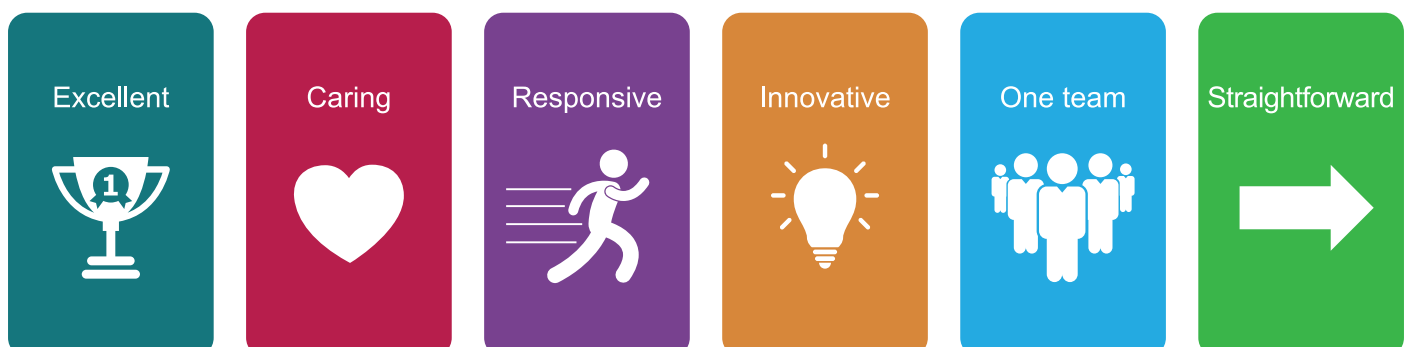 Excellent
Caring
Responsive
Innovative
One team
Straightforward
1